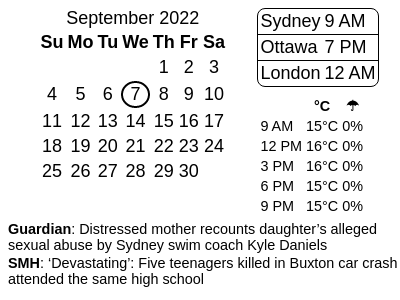 September 2022
Su Mo Tu We Th Fr Sa
1 2 3
4 5 6 7 8 9 10
11 12 13 14 15 16 17
18 19 20 21 22 23 24
25 26 27 28 29 30
Sydney 9 AM
Ottawa 7 PM
London 12 AM
°C ☂
9 AM 15°C 0%
12 PM 16°C 0%
3 PM 16°C 0%
6 PM 15°C 0%
9 PM 15°C 0%
Guardian: Distressed mother recounts daughter’s alleged
sexual abuse by Sydney swim coach Kyle Daniels
SMH: ‘Devastating’: Five teenagers killed in Buxton car crash
attended the same high school